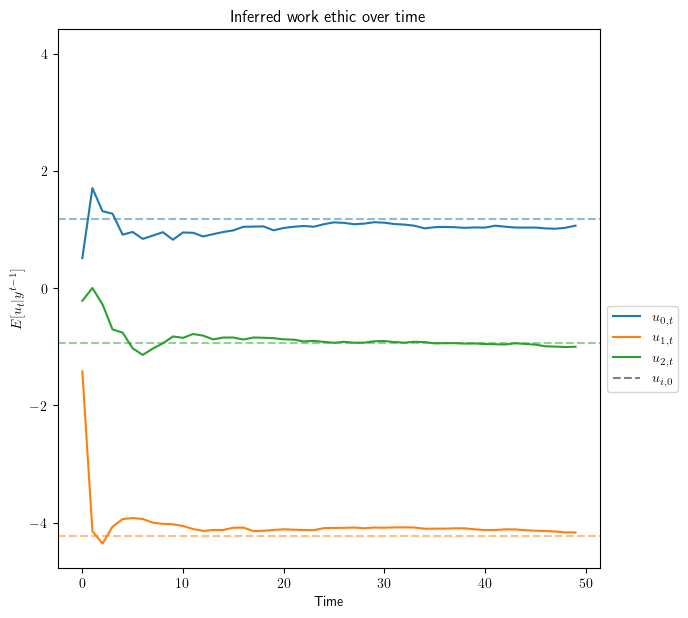 Inferred work ethic over time
4
2
0
−2
−4
E[u_t|y^{t−1}]
0 10 20 30 40 50
Time
u_{0,t}
u_{1,t}
u_{2,t}
u_{i,0}